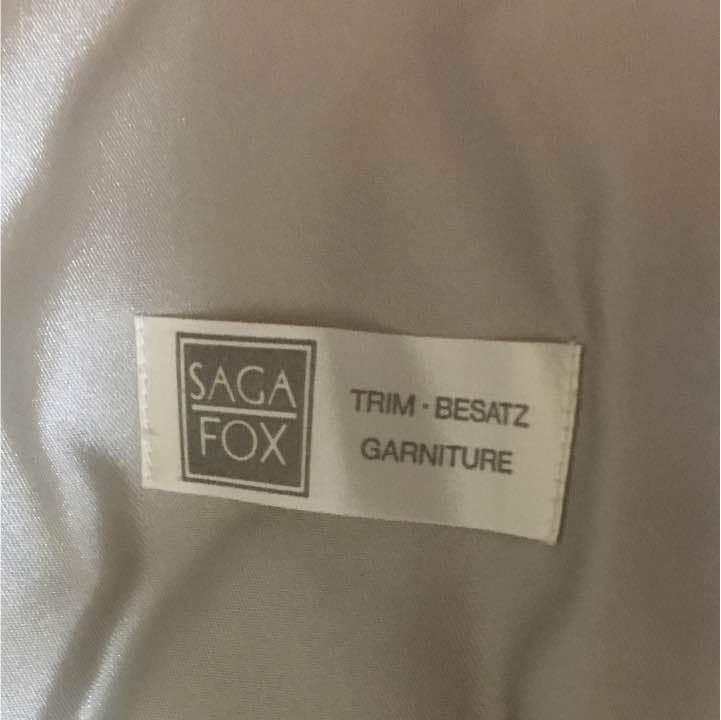 SAGA
FOX
TRIM · BESATZ
GARNITURE